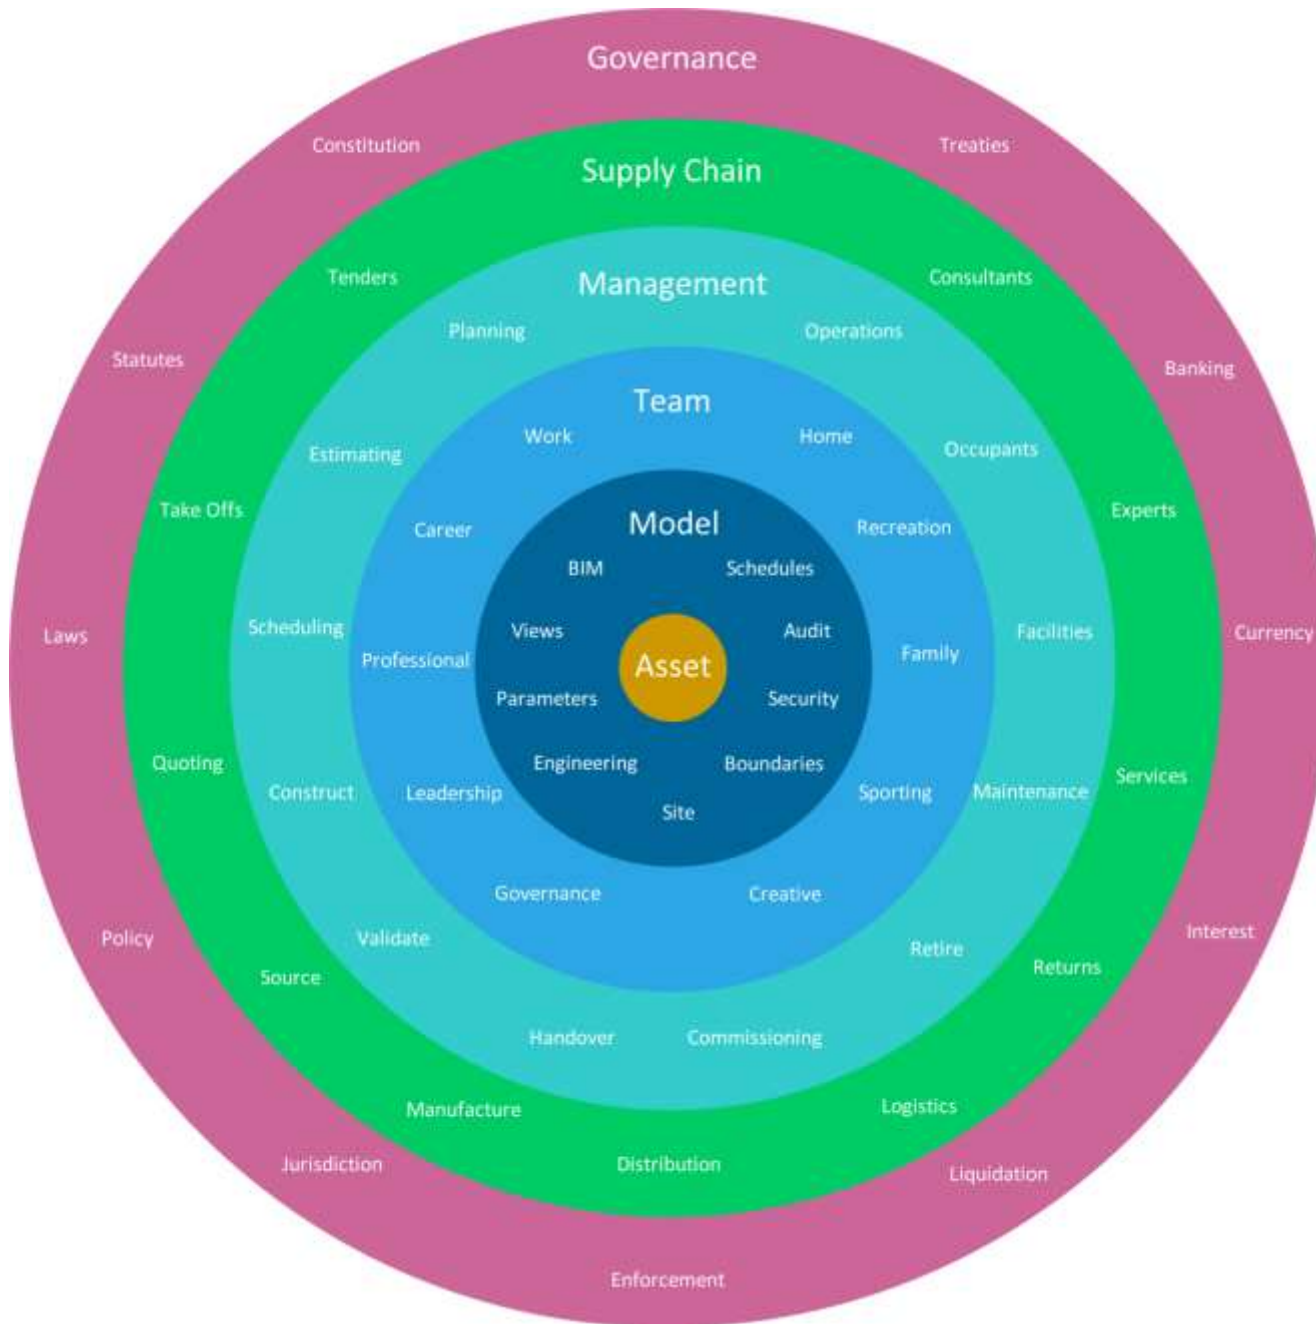 Governance
Constitution
Treaties
Supply Chain
Tenders
Consultants
Management
Planning
Operations
Statutes
Banking
Team
Work
Home
Estimating
Occupants
Take Offs
Experts
Career
Recreation
Model
BIM
Schedules
Laws
Scheduling
Views
Audit
Facilities
Currency
Professional
Asset
Family
Parameters
Security
Quoting
Engineering
Boundaries
Services
Construct
Leadership
Sporting
Maintenance
Site
Governance
Creative
Policy
Validate
Retire
Interest
Source
Returns
Handover
Commissioning
Manufacture
Logistics
Jurisdiction
Distribution
Liquidation
Enforcement